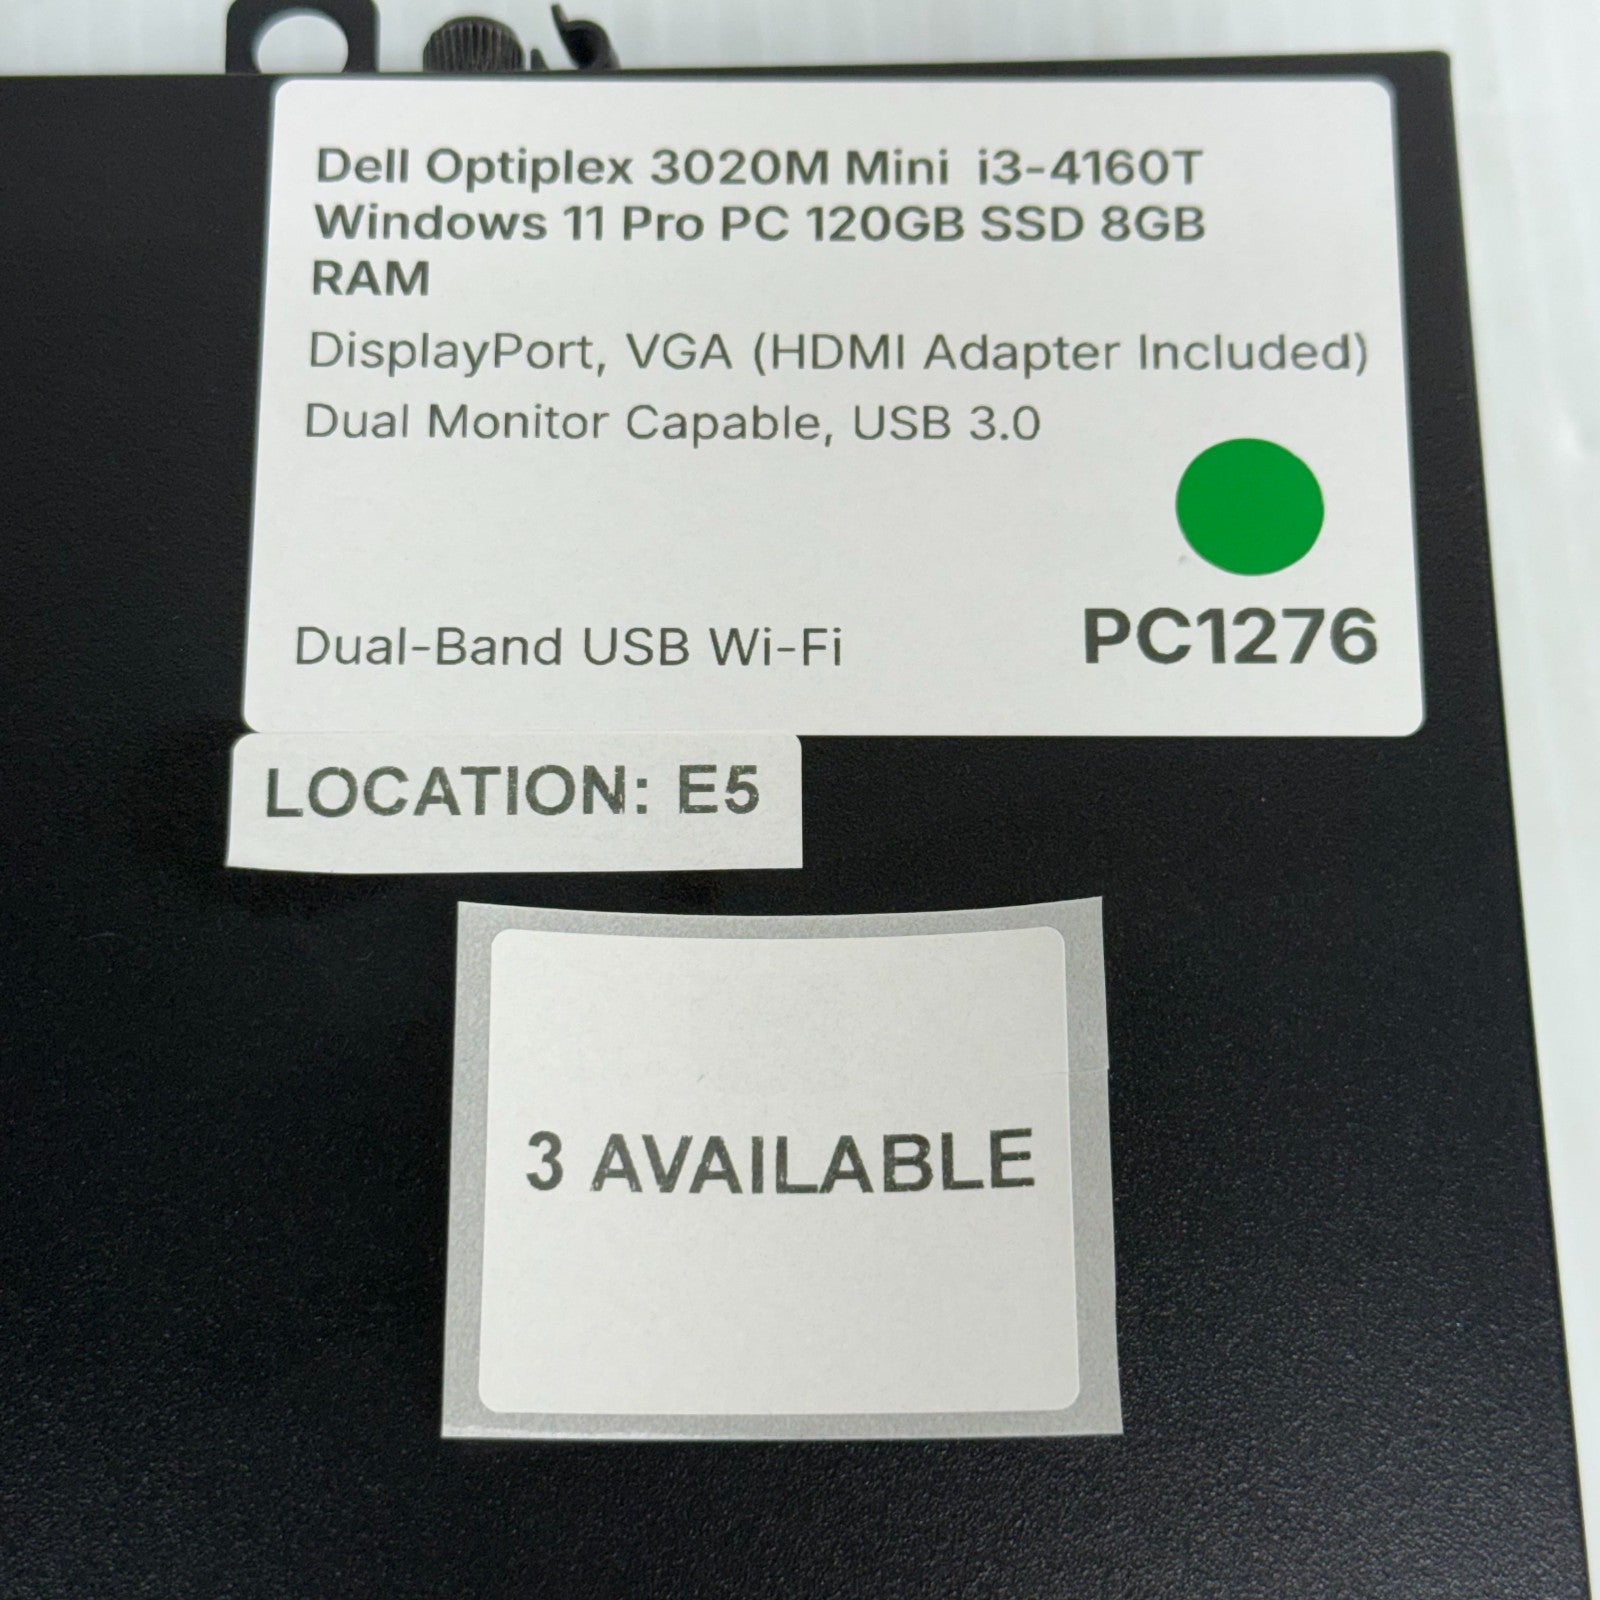 Dell Optiplex 3020M Mini i3-4160T
Windows 11 Pro PC 120GB SSD 8GB
RAM
DisplayPort, VGA (HDMI Adapter Included)
Dual Monitor Capable, USB 3.0
Dual-Band USB Wi-Fi
PC1276
LOCATION: E5
3 AVAILABLE